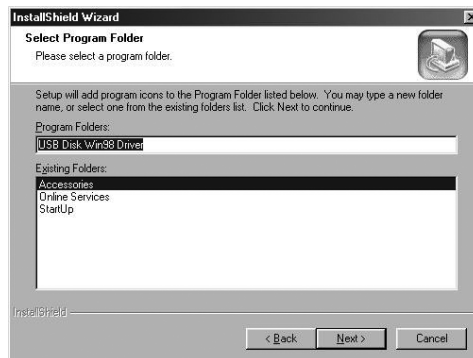 InstallShield Wizard
Select Program Folder
Please select a program folder.
Setup will add program icons to the Program Folder listed below. You may type a new folder
name, or select one from the existing folders list. Click Next to continue.
Program Folders:
USB Disk Win98 Driver
Existing Folders:
Accessories
Online Services
StartUp
InstallShield
< Back
Next >
Cancel